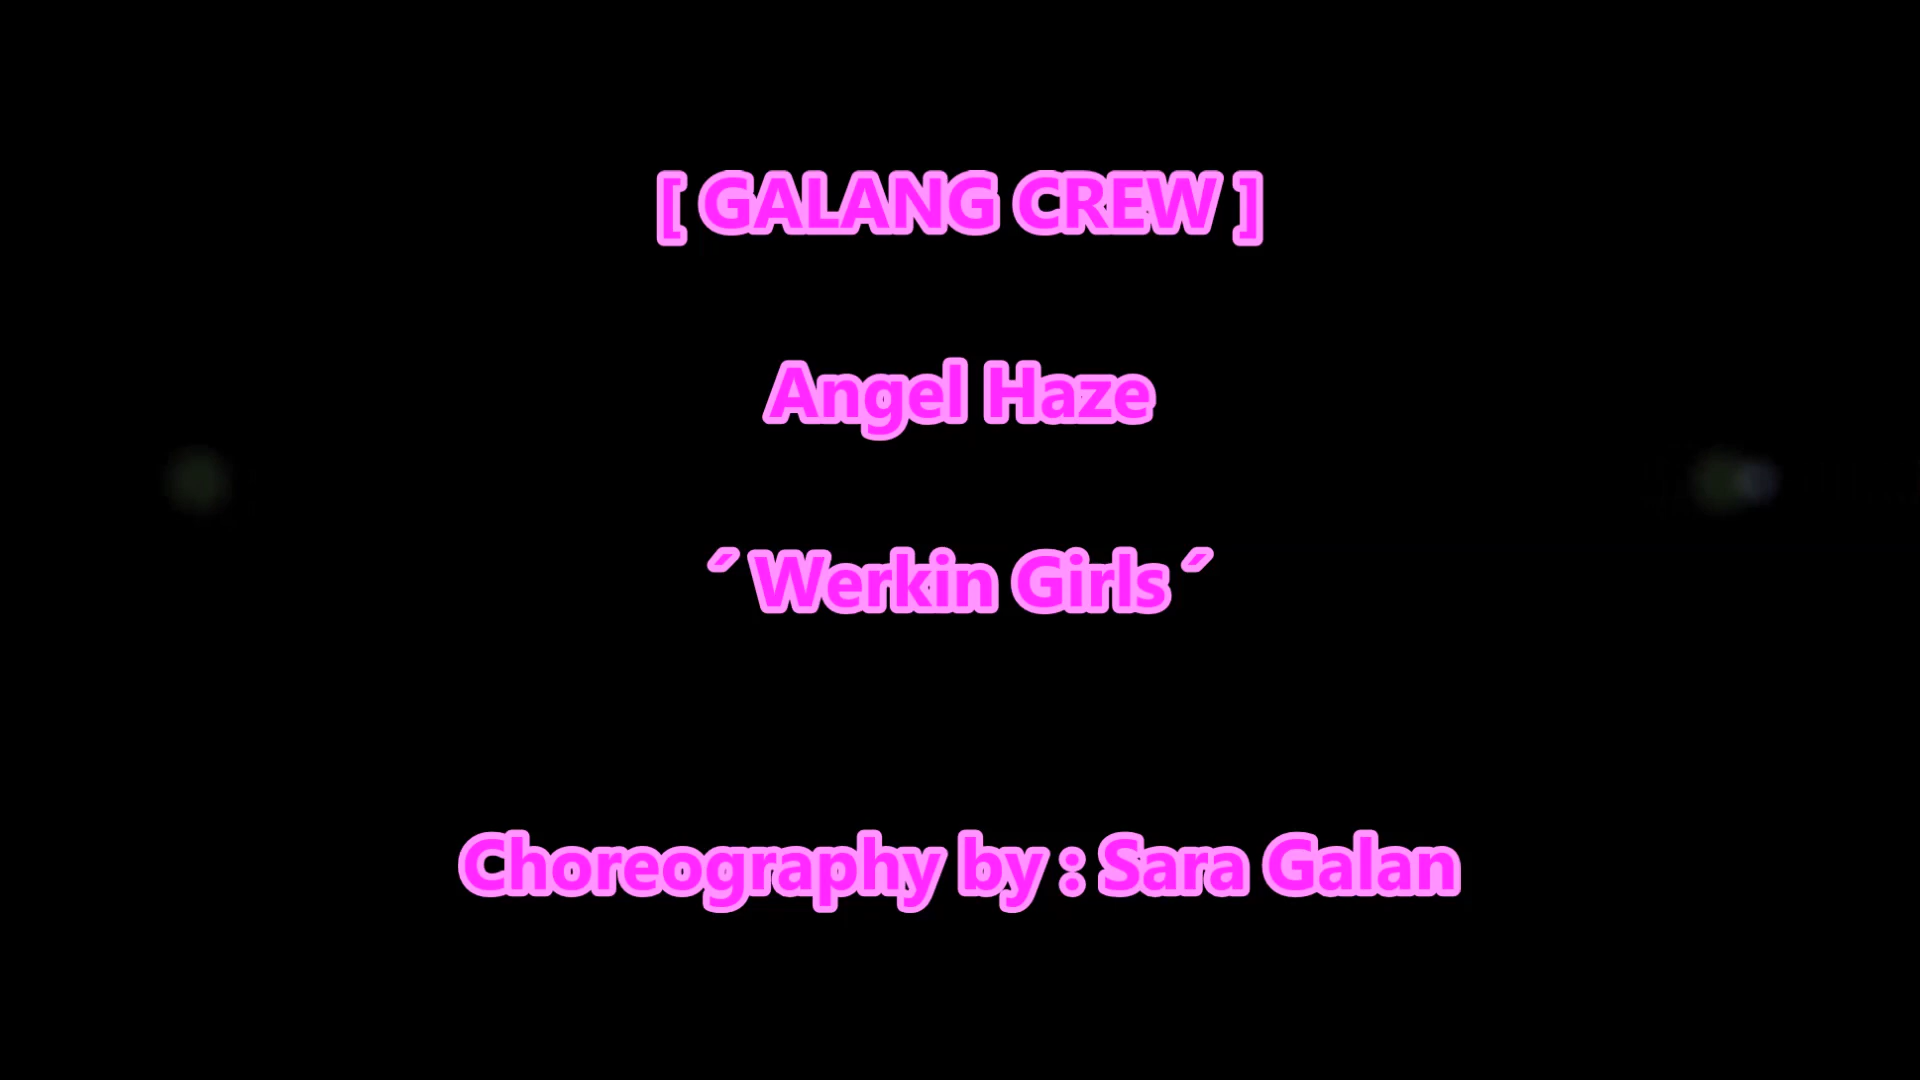 [ GALANG CREW ]
Angel Haze
´ Werkin Girls ´
Choreography by : Sara Galan